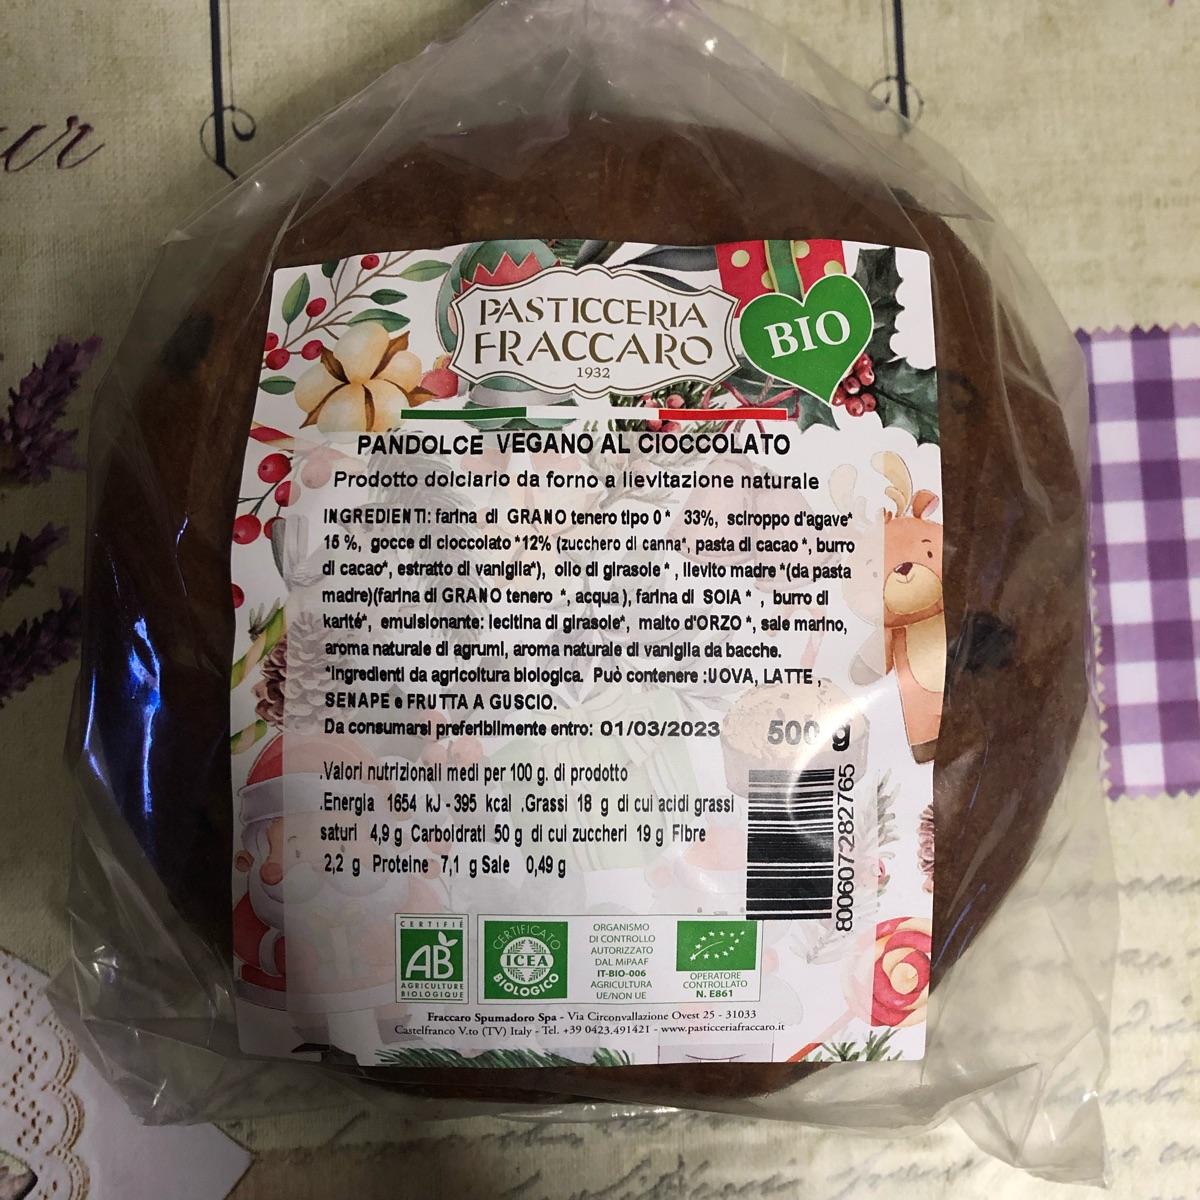 ur
PASTICCERIA
FRACCARO
1932
BIO
PANDOLCE VEGANO AL CIOCCOLATO
Prodotto dolciario da forno a lievitazione naturale
INGREDIENTI: farina di GRANO tenero tipo 0* 33%, sciroppo d'agave*
16 %, gocce di cioccolato *12% (zucchero di canna*, pasta di cacao *, burro
di cacao*, estratto di vaniglia*), olio di girasole * , lievito madre *(da pasta
madre)(farina di GRANO tenero *, acqua), farina di SOIA * , burro di
karité*, emulsionante: lecitina di girasole*, malto d'ORZO *, sale marino,
aroma naturale di agrumi, aroma naturale di vaniglia da bacche.
*Ingredienti da agricoltura biologica. Può contenere :UOVA, LATTE ,
SENAPE e FRUTTA A GUSCIO.
Da consumarsi preferibilmente entro: 01/03/2023
500 g
.Valori nutrizionali medi per 100 g. di prodotto
.Energia 1654 kJ - 395 kcal .Grassi 18 g di cui acidi grassi
saturi 4,9 g Carboidrati 50 g di cui zuccheri 19 g Fibre
2,2 g Proteine 7,1 g Sale 0,49 g
8006072 82765
CERTIFIÉ
AB
AGRICULTURE
BIOLOGIQUE
CERTIFICATO
ICEA
BIOLOGICO
ORGANISMO
DI CONTROLLO
AUTORIZZATO
DAL MiPAAF
IT-BIO-006
AGRICOLTURA
UE/NON UE
OPERATORE
CONTROLLATO
N. E861
Fraccaro Spumadoro Spa - Via Circonvallazione Ovest 25 - 31033
Castelfranco V.to (TV) Italy - Tel. +39 0423.491421 - www.pasticceriafraccaro.it